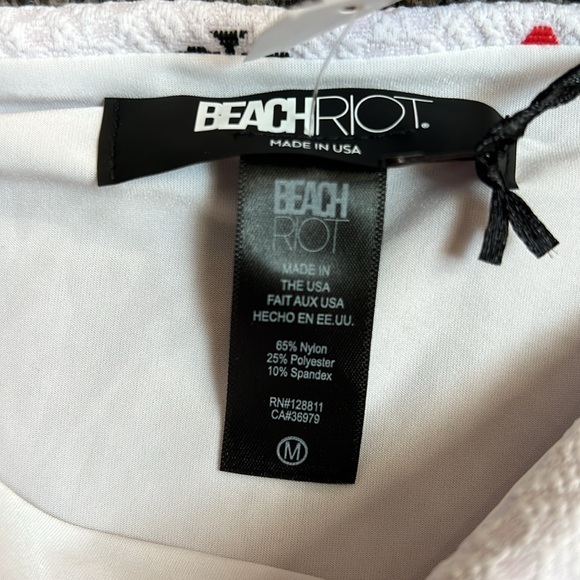 BEACHRIOT®
MADE IN USA
BEACH
RIOT
MADE IN
THE USA
FAIT AUX USA
HECHO EN EE.UU.
65% Nylon
25% Polyester
10% Spandex
RN#128811
CA#36979
M